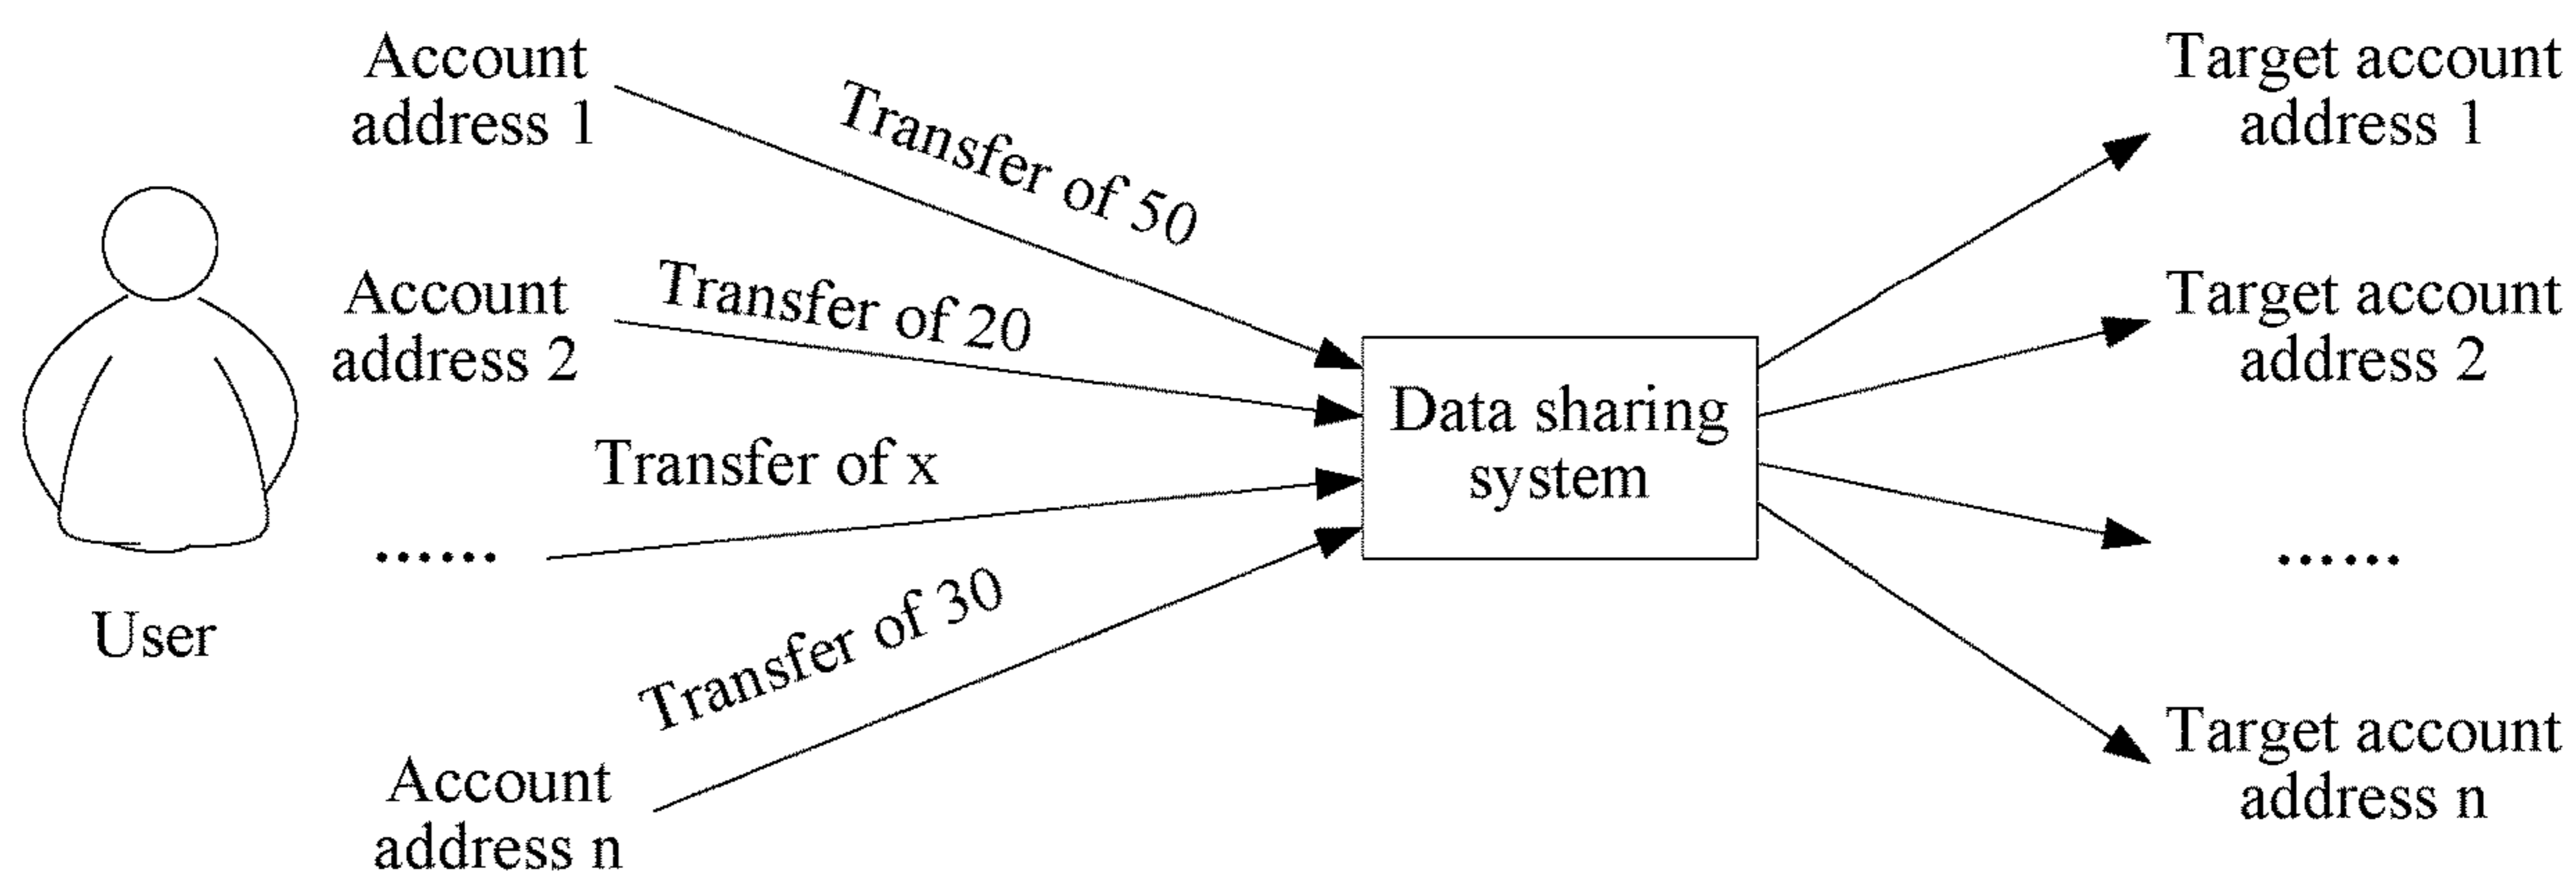 Account
address 1
Transfer of 50
Account
address 2
Transfer of 20
Transfer of x
......
User
Transfer of 30
Account
address n
Data sharing
system
Target account
address 1
Target account
address 2
......
Target account
address n